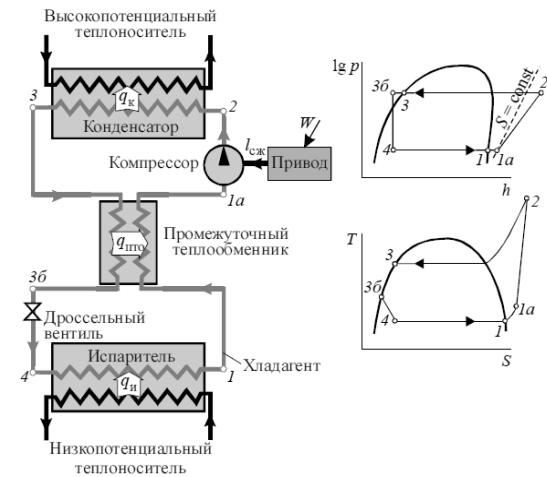 Высокопотенциальный
теплоноситель
qк
3
2
Конденсатор
Компрессор
lсж
W
Привод
1а
Промежуточный
теплообменник
qпто
3б
Дроссельный
вентиль
Хладагент
4
Испаритель
1
qи
Низкопотенциальный
теплоноситель
lg p
3б
3
2
S = const
4
1
1а
h
T
2
3
3б
4
1а
1
S